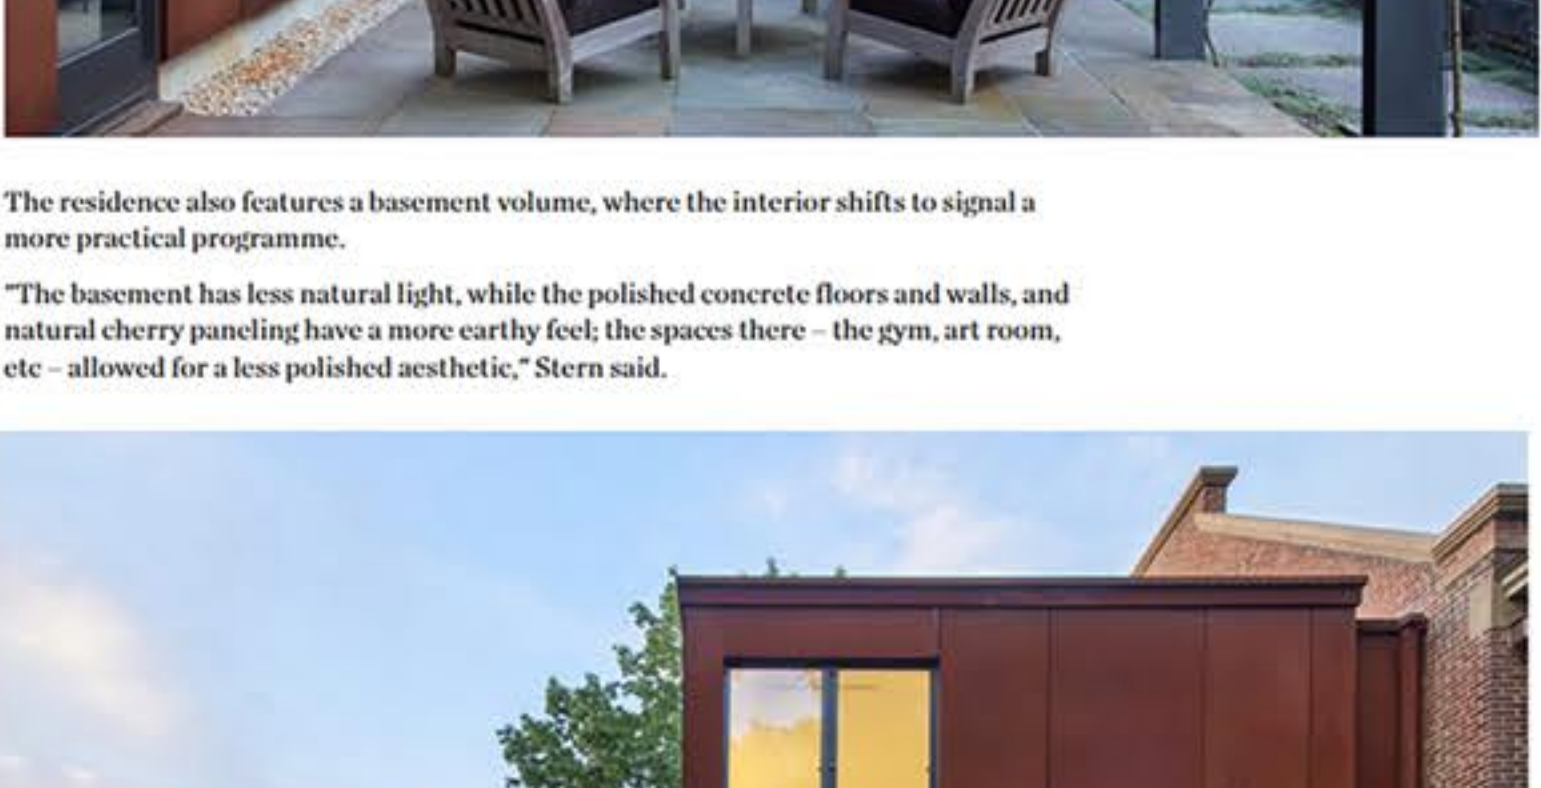 The residence also features a basement volume, where the interior shifts to signal a
more practical programme.
"The basement has less natural light, while the polished concrete floors and walls, and
natural cherry paneling have a more earthy feel; the spaces there – the gym, art room,
etc – allowed for a less polished aesthetic," Stern said.